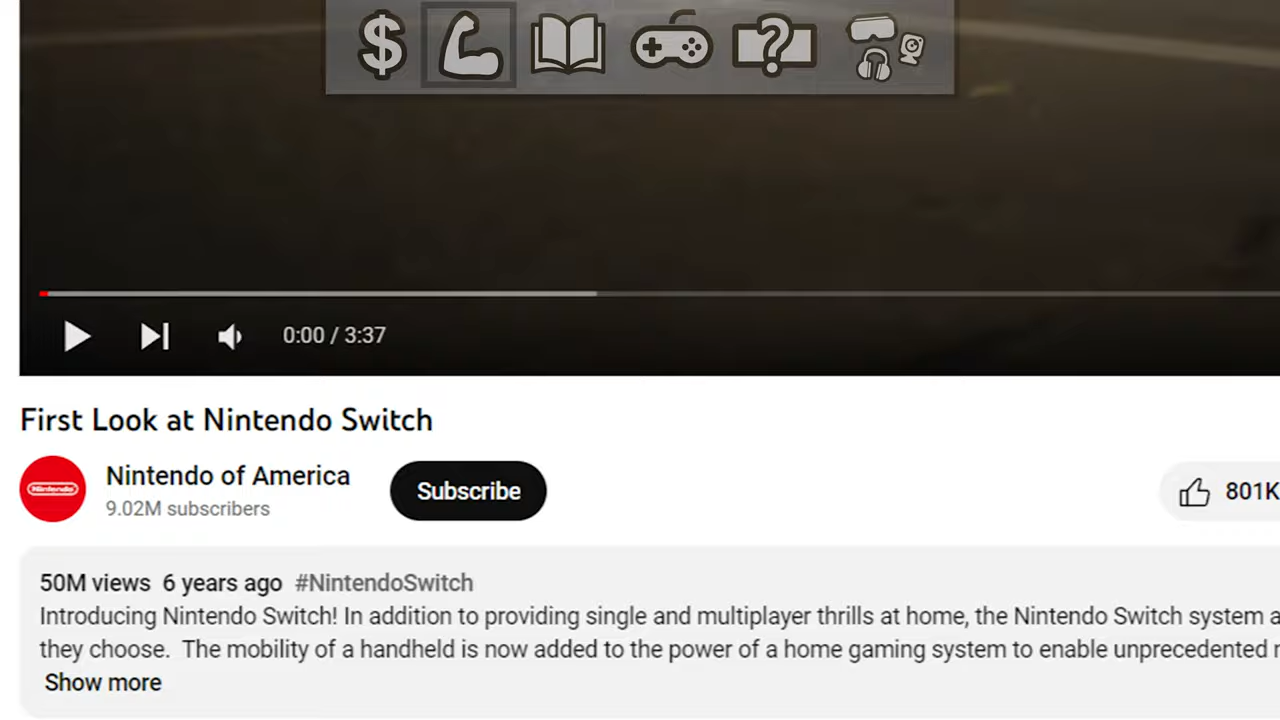 $
?
0:00 / 3:37
First Look at Nintendo Switch
Nintendo
Nintendo of America
9.02M subscribers
Subscribe
801K
50M views 6 years ago #NintendoSwitch
Introducing Nintendo Switch! In addition to providing single and multiplayer thrills at home, the Nintendo Switch system a
they choose. The mobility of a handheld is now added to the power of a home gaming system to enable unprecedented
Show more